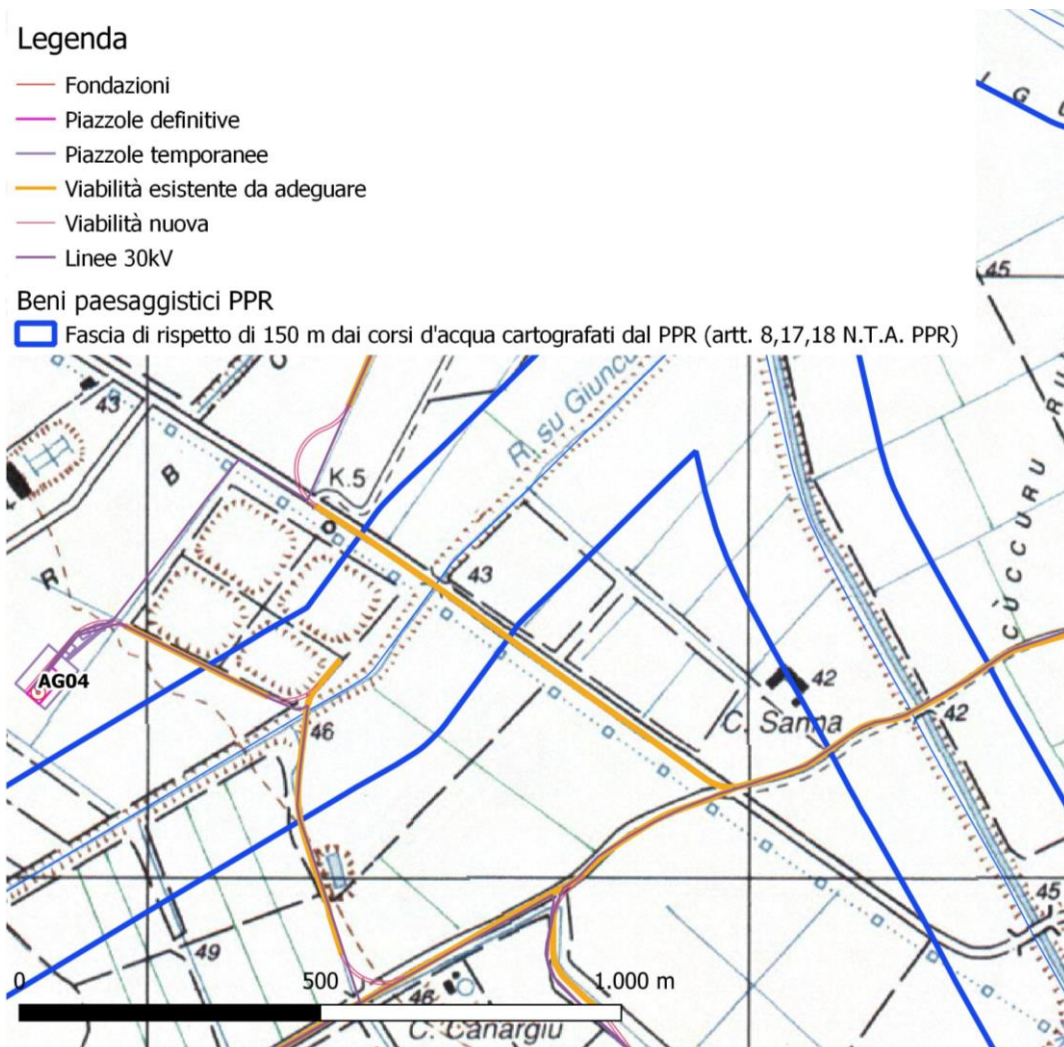 Legenda
Fondazioni
Piazzole definitive
Piazzole temporanee
Viabilità esistente da adeguare
Viabilità nuova
Linee 30kV
Beni paesaggistici PPR
Fascia di rispetto di 150 m dai corsi d'acqua cartografati dal PPR (artt. 8,17,18 N.T.A. PPR)
I G
45
CÙCCURU RU
43
R. su Giunco
B
K.5
R
43
AG04
42
C. Sanna
42
46
45
49
0 500 1.000 m
46
C. Canargiu